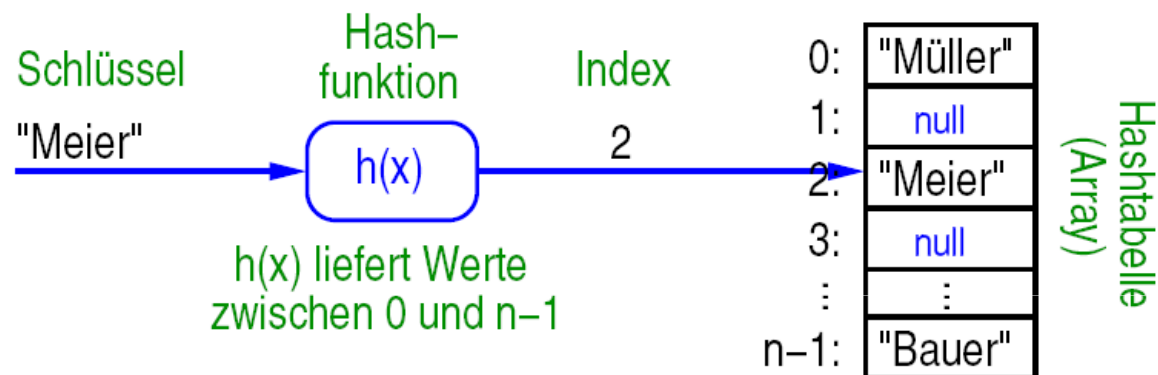 Schlüssel
"Meier"
Hash–
funktion
h(x)
h(x) liefert Werte
zwischen 0 und n–1
Index
2
0: "Müller"
1: null
2: "Meier"
3: null
⋮ ⋮
n–1: "Bauer"
Hashtabelle
(Array)